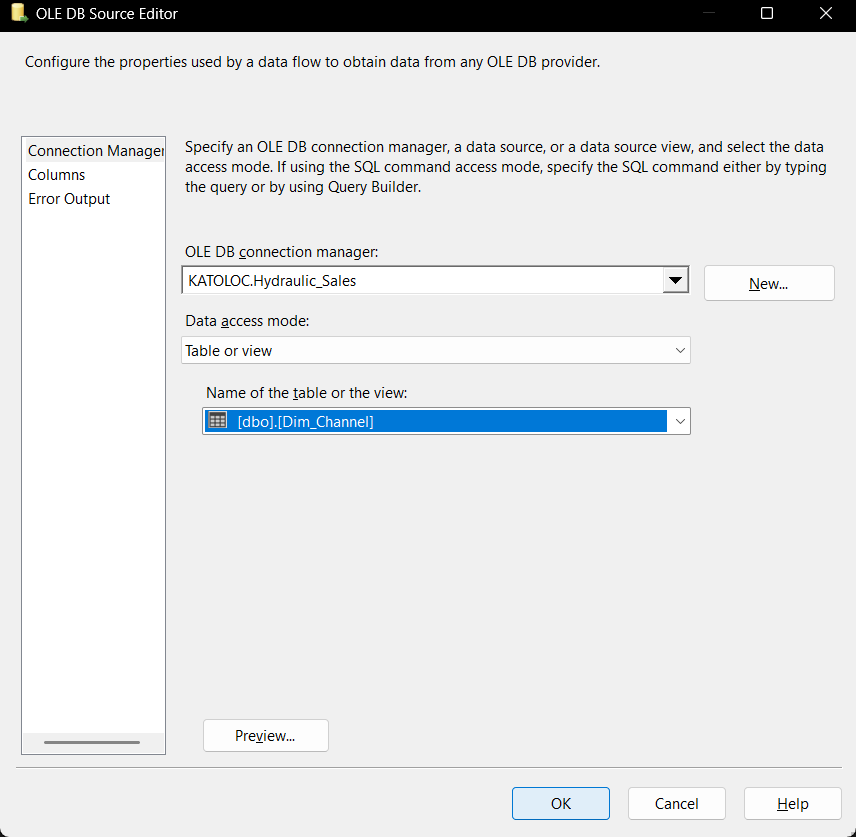 OLE DB Source Editor
Configure the properties used by a data flow to obtain data from any OLE DB provider.
Connection Manager
Columns
Error Output
Specify an OLE DB connection manager, a data source, or a data source view, and select the data
access mode. If using the SQL command access mode, specify the SQL command either by typing
the query or by using Query Builder.
OLE DB connection manager:
KATOLOC.Hydraulic_Sales
New...
Data access mode:
Table or view
Name of the table or the view:
[dbo].[Dim_Channel]
Preview...
OK
Cancel
Help